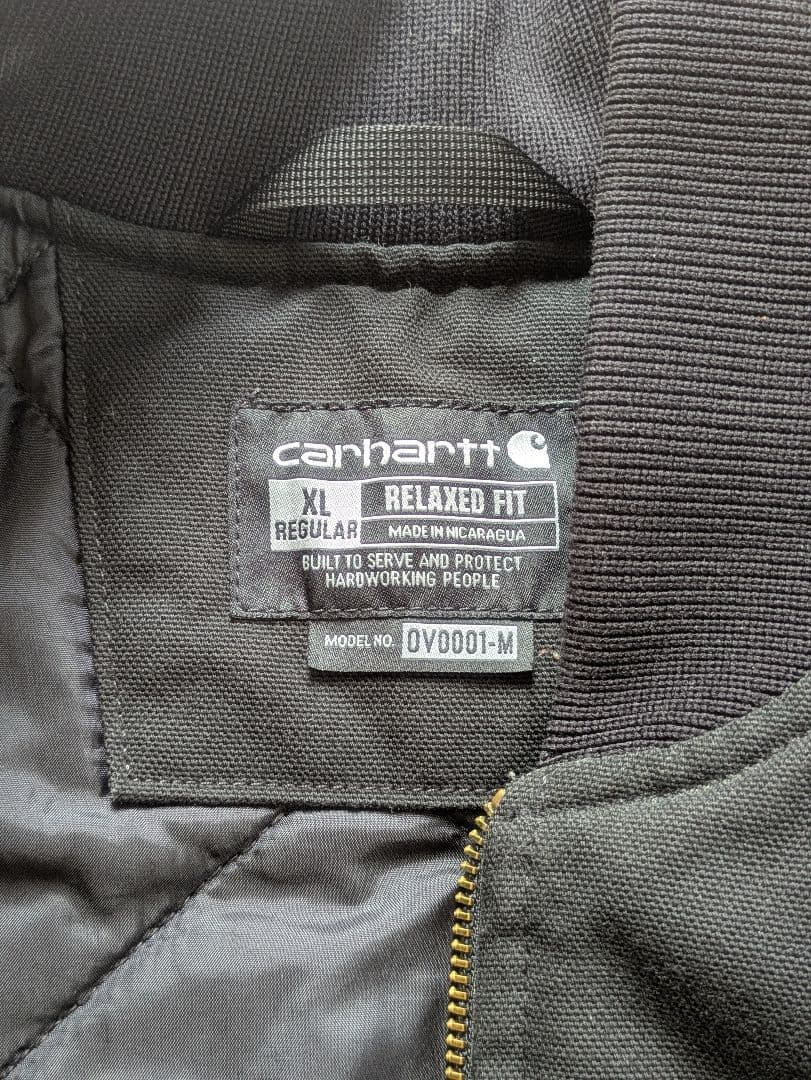 carhartt
XL
REGULAR
RELAXED FIT
MADE IN NICARAGUA
BUILT TO SERVE AND PROTECT
HARDWORKING PEOPLE
MODEL NO. OV0001-M